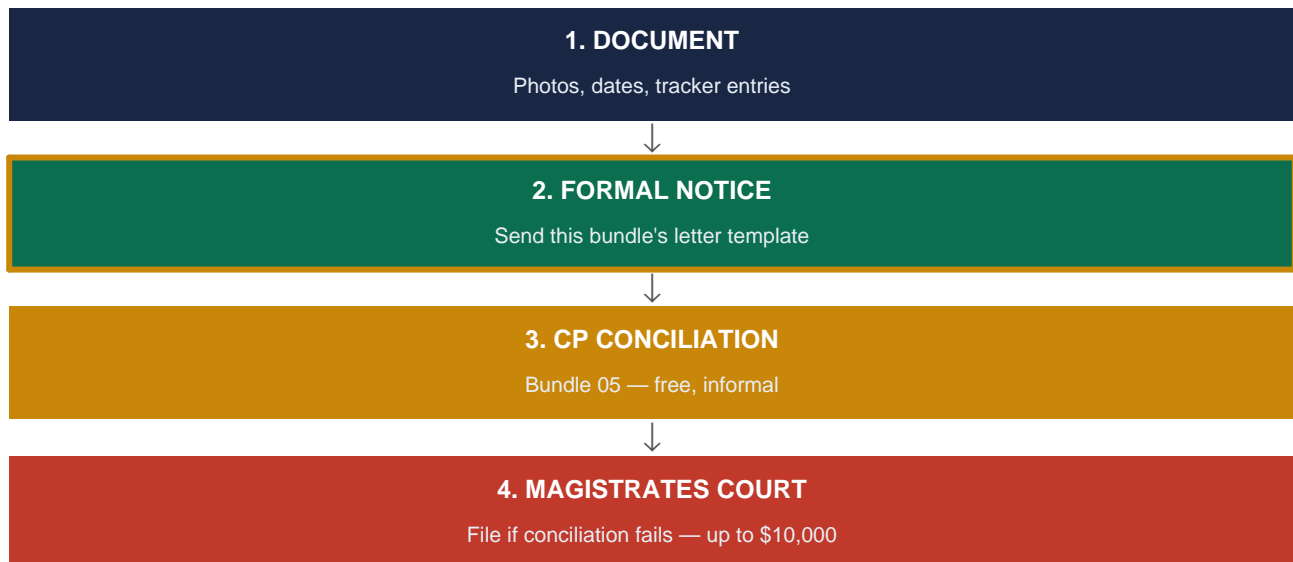 1. DOCUMENT
Photos, dates, tracker entries
↓
2. FORMAL NOTICE
Send this bundle's letter template
↓
3. CP CONCILIATION
Bundle 05 — free, informal
↓
4. MAGISTRATES COURT
File if conciliation fails — up to $10,000